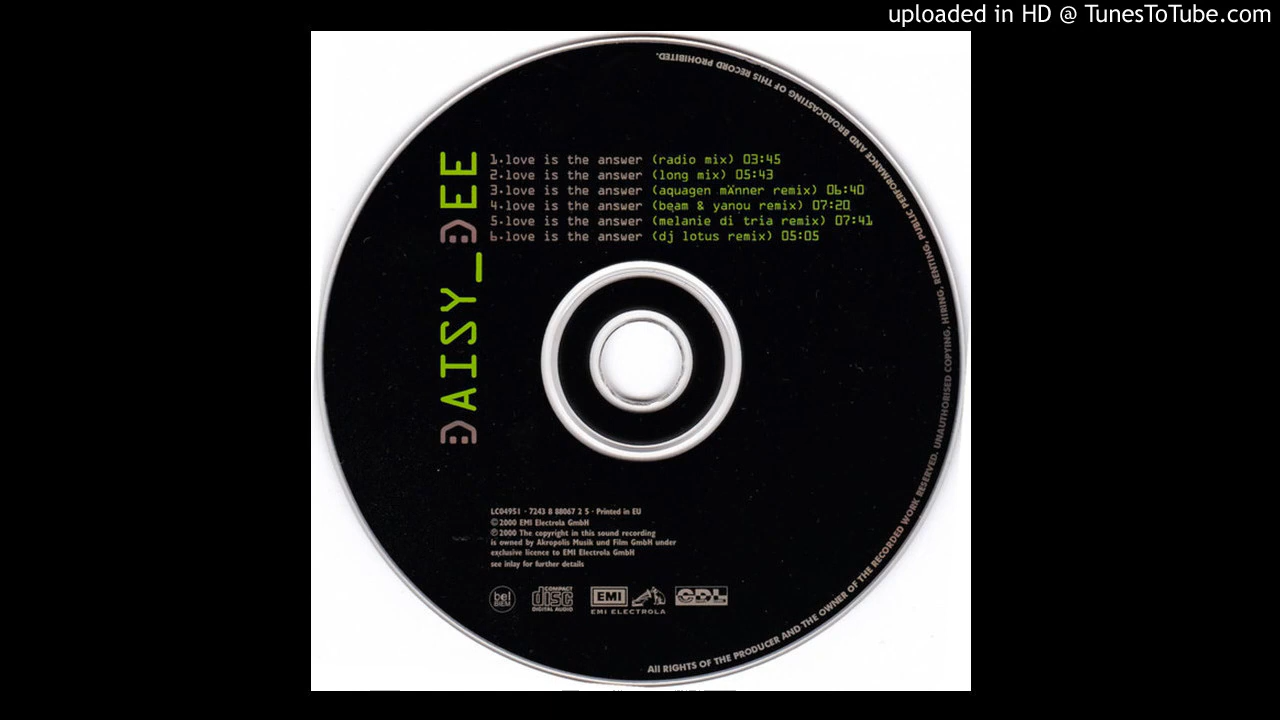 uploaded in HD @ TunesToTube.com
DAISY_DEE
1.love is the answer (radio mix) 03:45
2.love is the answer (long mix) 05:43
3.love is the answer (aquagen männer remix) 06:40
4.love is the answer (beam & yanou remix) 07:20
5.love is the answer (melanie di tria remix) 07:41
6.love is the answer (dj lotus remix) 05:05
LC04951 · 7243 8 88067 2 5 · Printed in EU
©2000 EMI Electrola GmbH
℗2000 The copyright in this sound recording
is owned by Akropolis Musik und Film GmbH under
exclusive licence to EMI Electrola GmbH
see inlay for further details
bel
BIEM
COMPACT
disc
DIGITAL AUDIO
EMI
EMI ELECTROLA
CDL
All RIGHTS OF THE PRODUCER AND THE OWNER OF THE RECORDED WORK RESERVED. UNAUTHORISED COPYING, HIRING, RENTING, PUBLIC PERFORMANCE AND BROADCASTING OF THIS RECORD PROHIBITED.